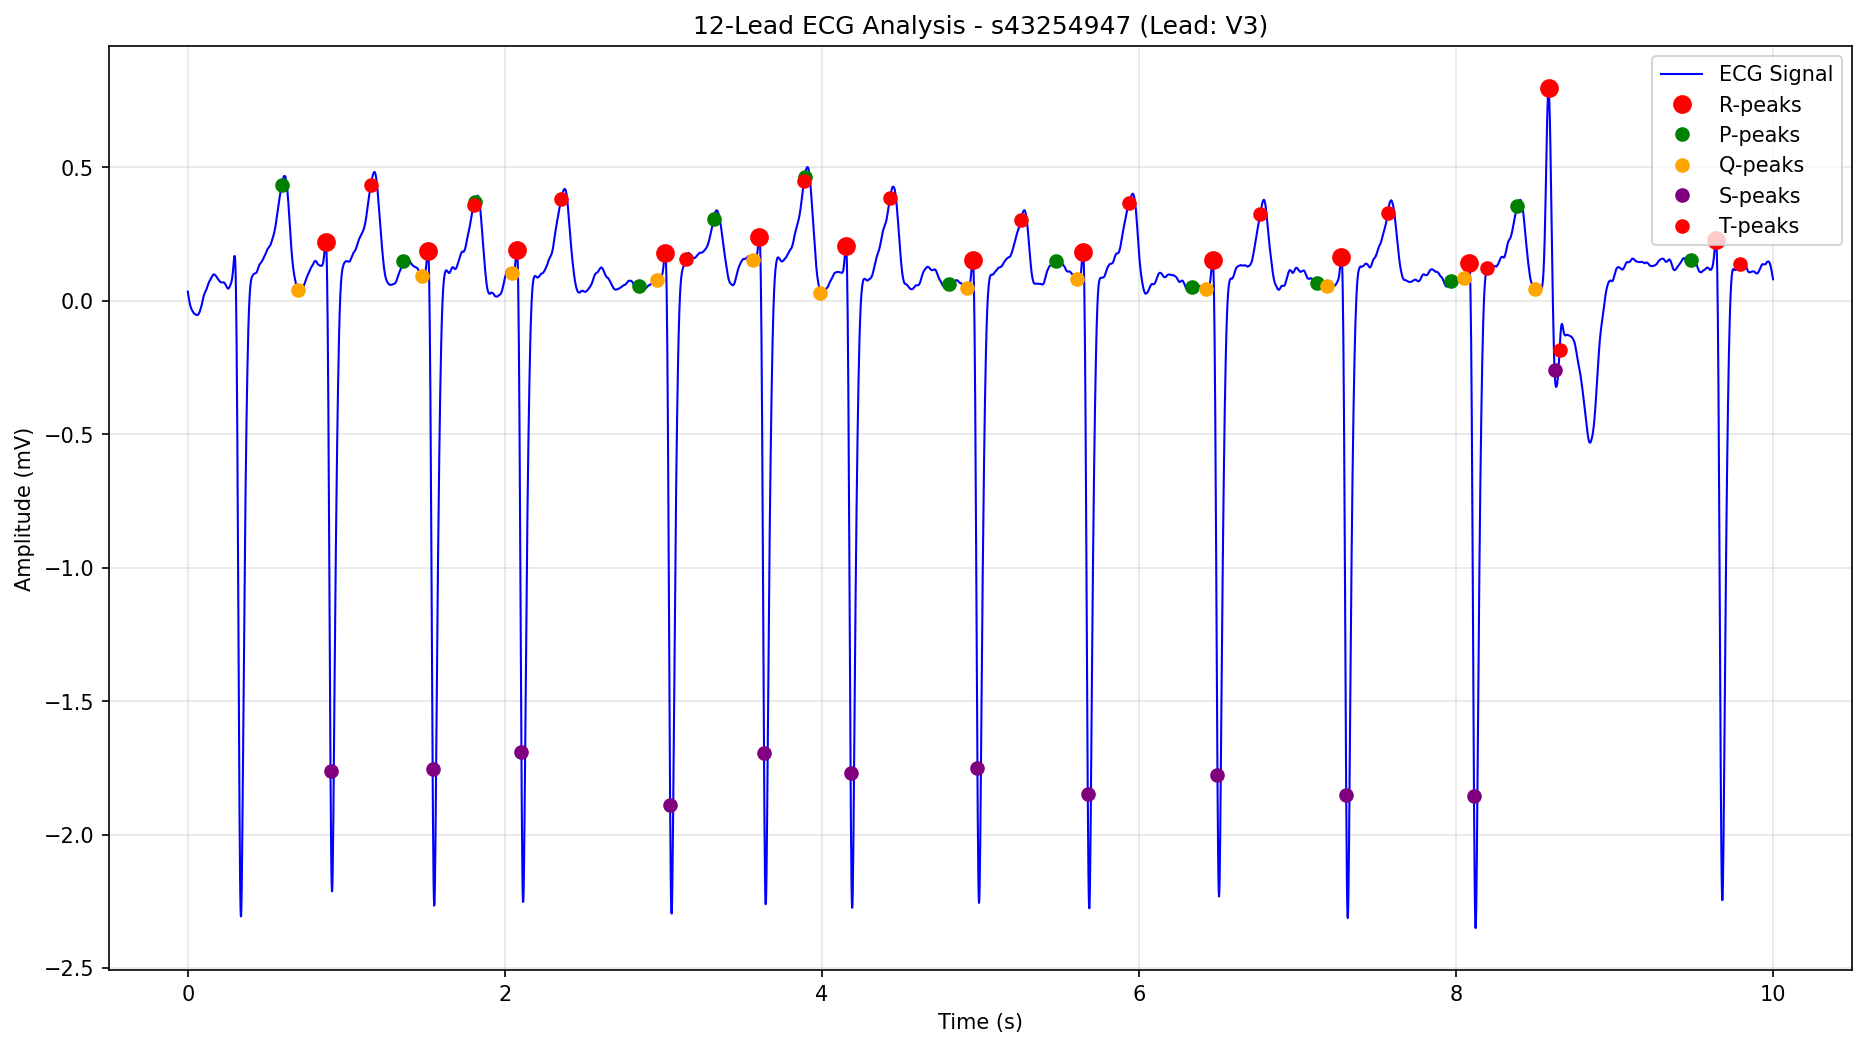 12-Lead ECG Analysis - s43254947 (Lead: V3)
ECG Signal
R-peaks
P-peaks
Q-peaks
S-peaks
T-peaks
Amplitude (mV)
0.5
0.0
−0.5
−1.0
−1.5
−2.0
−2.5
0 2 4 6 8 10
Time (s)